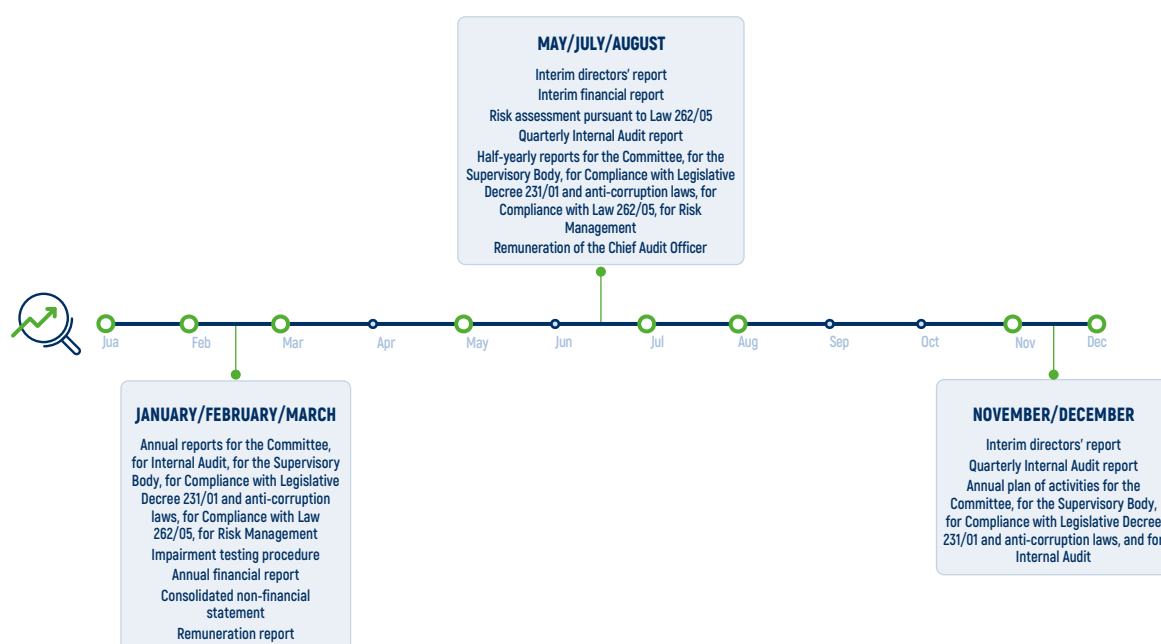 MAY/JULY/AUGUST
Interim directors' report
Interim financial report
Risk assessment pursuant to Law 262/05
Quarterly Internal Audit report
Half-yearly reports for the Committee, for the
Supervisory Body, for Compliance with Legislative
Decree 231/01 and anti-corruption laws, for
Compliance with Law 262/05, for Risk
Management
Remuneration of the Chief Audit Officer
Jua
Feb
Mar
Apr
May
Jun
Jul
Aug
Sep
Oct
Nov
Dec
JANUARY/FEBRUARY/MARCH
Annual reports for the Committee,
for Internal Audit, for the Supervisory
Body, for Compliance with Legislative
Decree 231/01 and anti-corruption
laws, for Compliance with Law
262/05, for Risk Management
Impairment testing procedure
Annual financial report
Consolidated non-financial
statement
Remuneration report
NOVEMBER/DECEMBER
Interim directors' report
Quarterly Internal Audit report
Annual plan of activities for the
Committee, for the Supervisory Body,
for Compliance with Legislative Decree
231/01 and anti-corruption laws, and for
Internal Audit